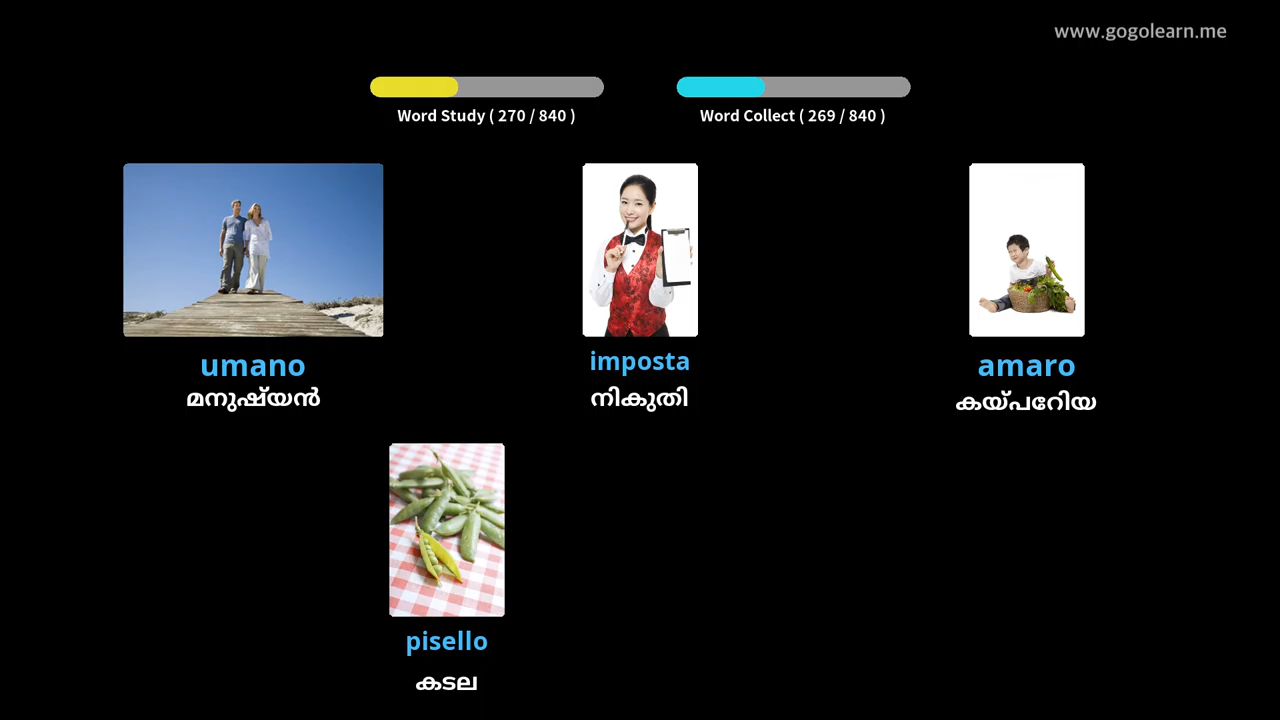 www.gogolearn.me
Word Study ( 270 / 840 )
Word Collect ( 269 / 840 )
umano
മനുഷ്യൻ
imposta
നികുതി
amaro
കയ്പറേിയ
pisello
കടല